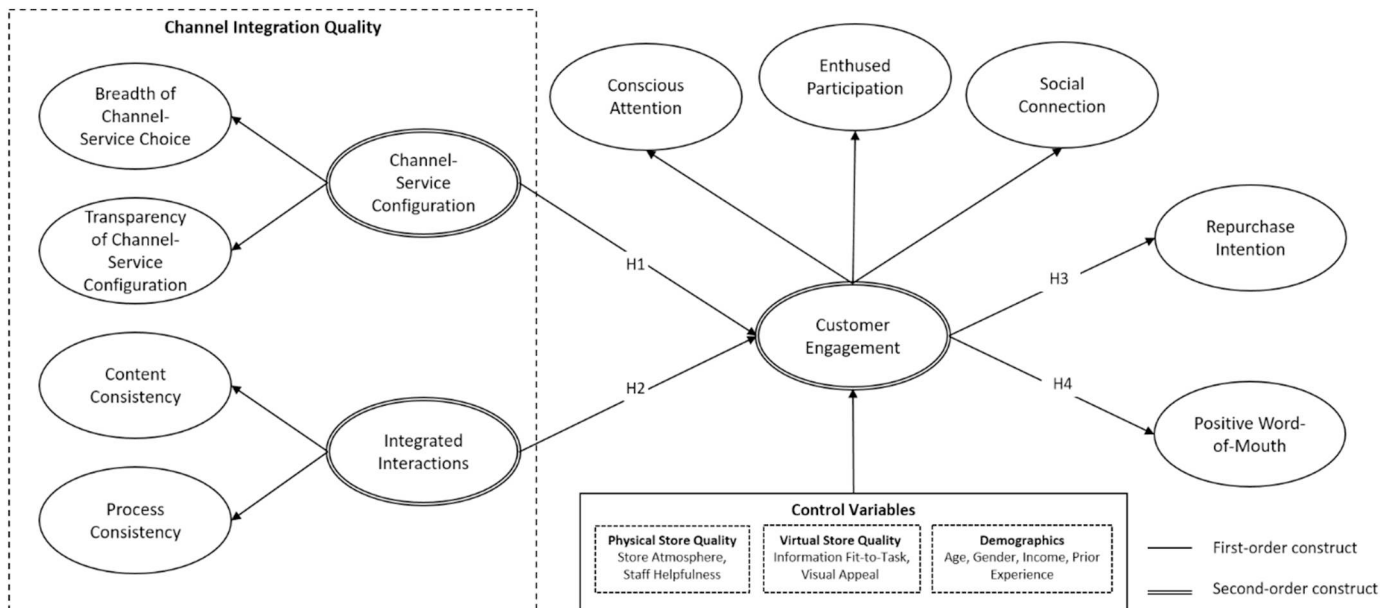 Channel Integration Quality
Breadth of
Channel-
Service Choice
Transparency
of Channel-
Service
Configuration
Channel-
Service
Configuration
Content
Consistency
Process
Consistency
Integrated
Interactions
H1
H2
Conscious
Attention
Enthused
Participation
Social
Connection
Customer
Engagement
H3
H4
Repurchase
Intention
Positive Word-
of-Mouth
Control Variables
Physical Store Quality
Store Atmosphere,
Staff Helpfulness
Virtual Store Quality
Information Fit-to-Task,
Visual Appeal
Demographics
Age, Gender, Income, Prior
Experience
First-order construct
Second-order construct